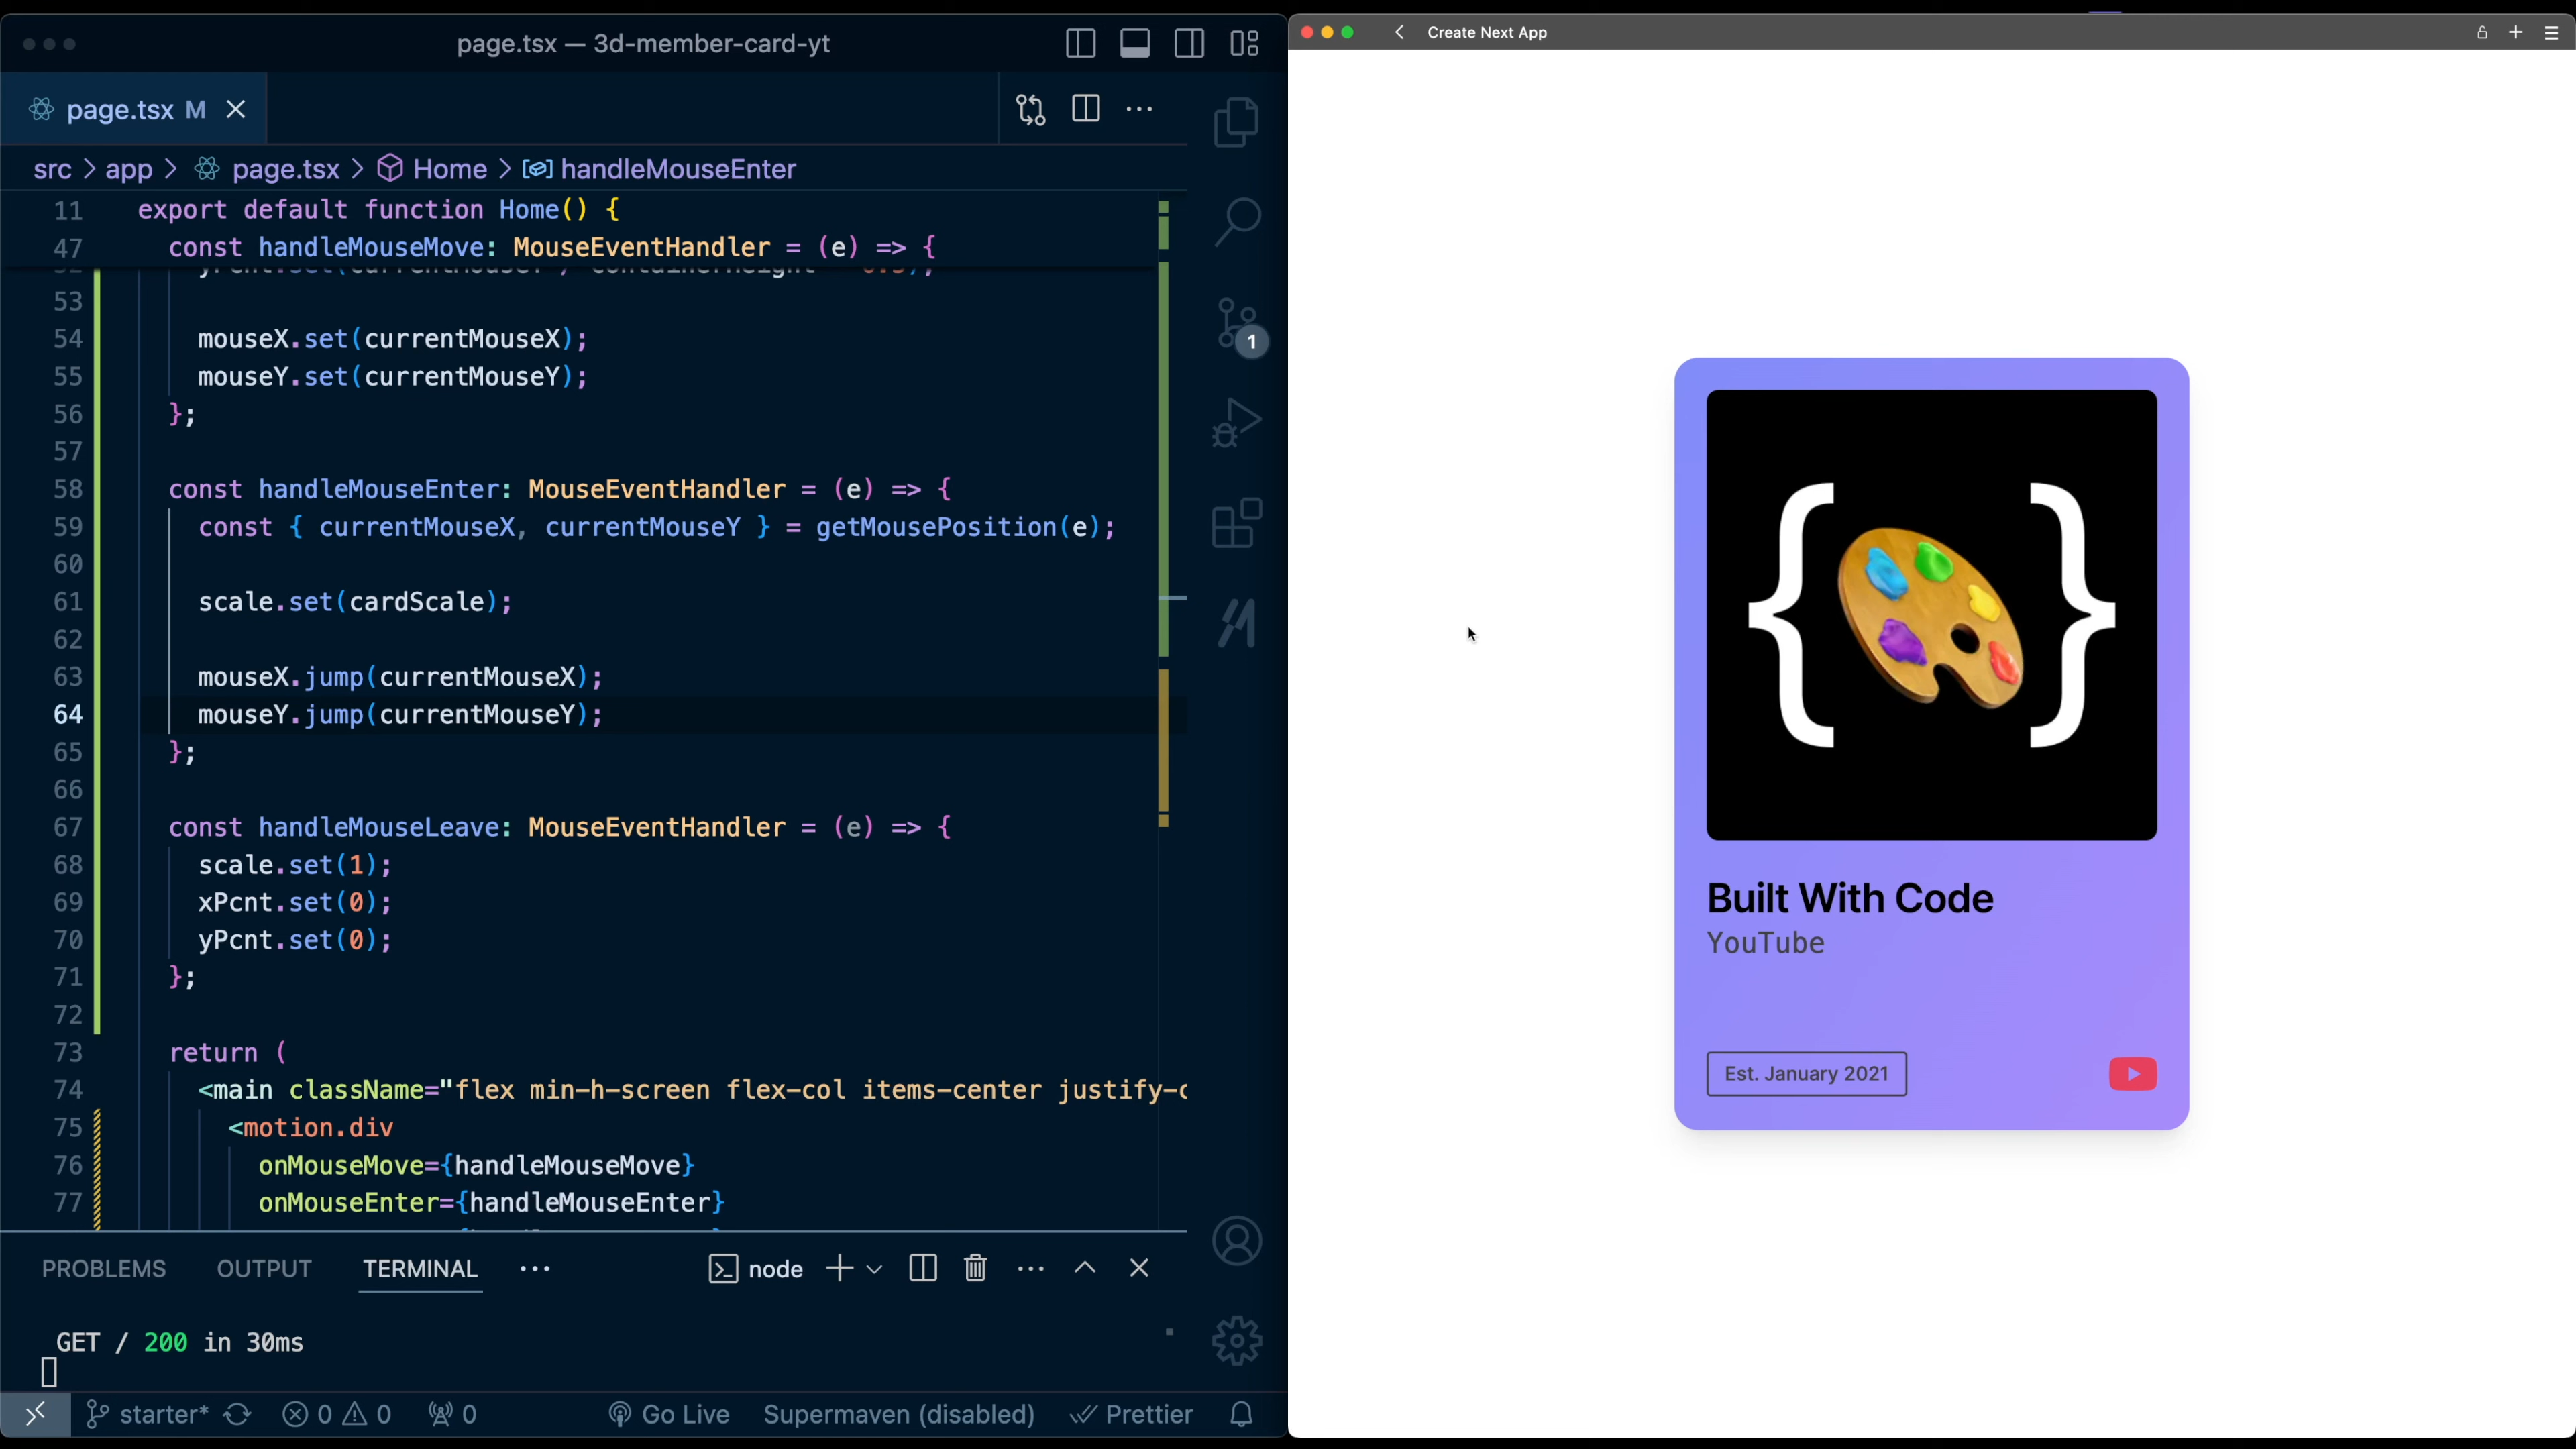 page.tsx — 3d-member-card-yt
page.tsx M
src > app > page.tsx > Home > handleMouseEnter
11 export default function Home() {
47 const handleMouseMove: MouseEventHandler = (e) => {
53
54 mouseX.set(currentMouseX);
55 mouseY.set(currentMouseY);
56 };
57
58 const handleMouseEnter: MouseEventHandler = (e) => {
59 const { currentMouseX, currentMouseY } = getMousePosition(e);
60
61 scale.set(cardScale);
62
63 mouseX.jump(currentMouseX);
64 mouseY.jump(currentMouseY);
65 };
66
67 const handleMouseLeave: MouseEventHandler = (e) => {
68 scale.set(1);
69 xPcnt.set(0);
70 yPcnt.set(0);
71 };
72
73 return (
74 <main className="flex min-h-screen flex-col items-center justify-c
75 <motion.div
76 onMouseMove={handleMouseMove}
77 onMouseEnter={handleMouseEnter}
1
PROBLEMS OUTPUT TERMINAL ··· node
GET / 200 in 30ms
starter* 0 0 0 Go Live Supermaven (disabled) Prettier
Create Next App
{ }
Built With Code
YouTube
Est. January 2021